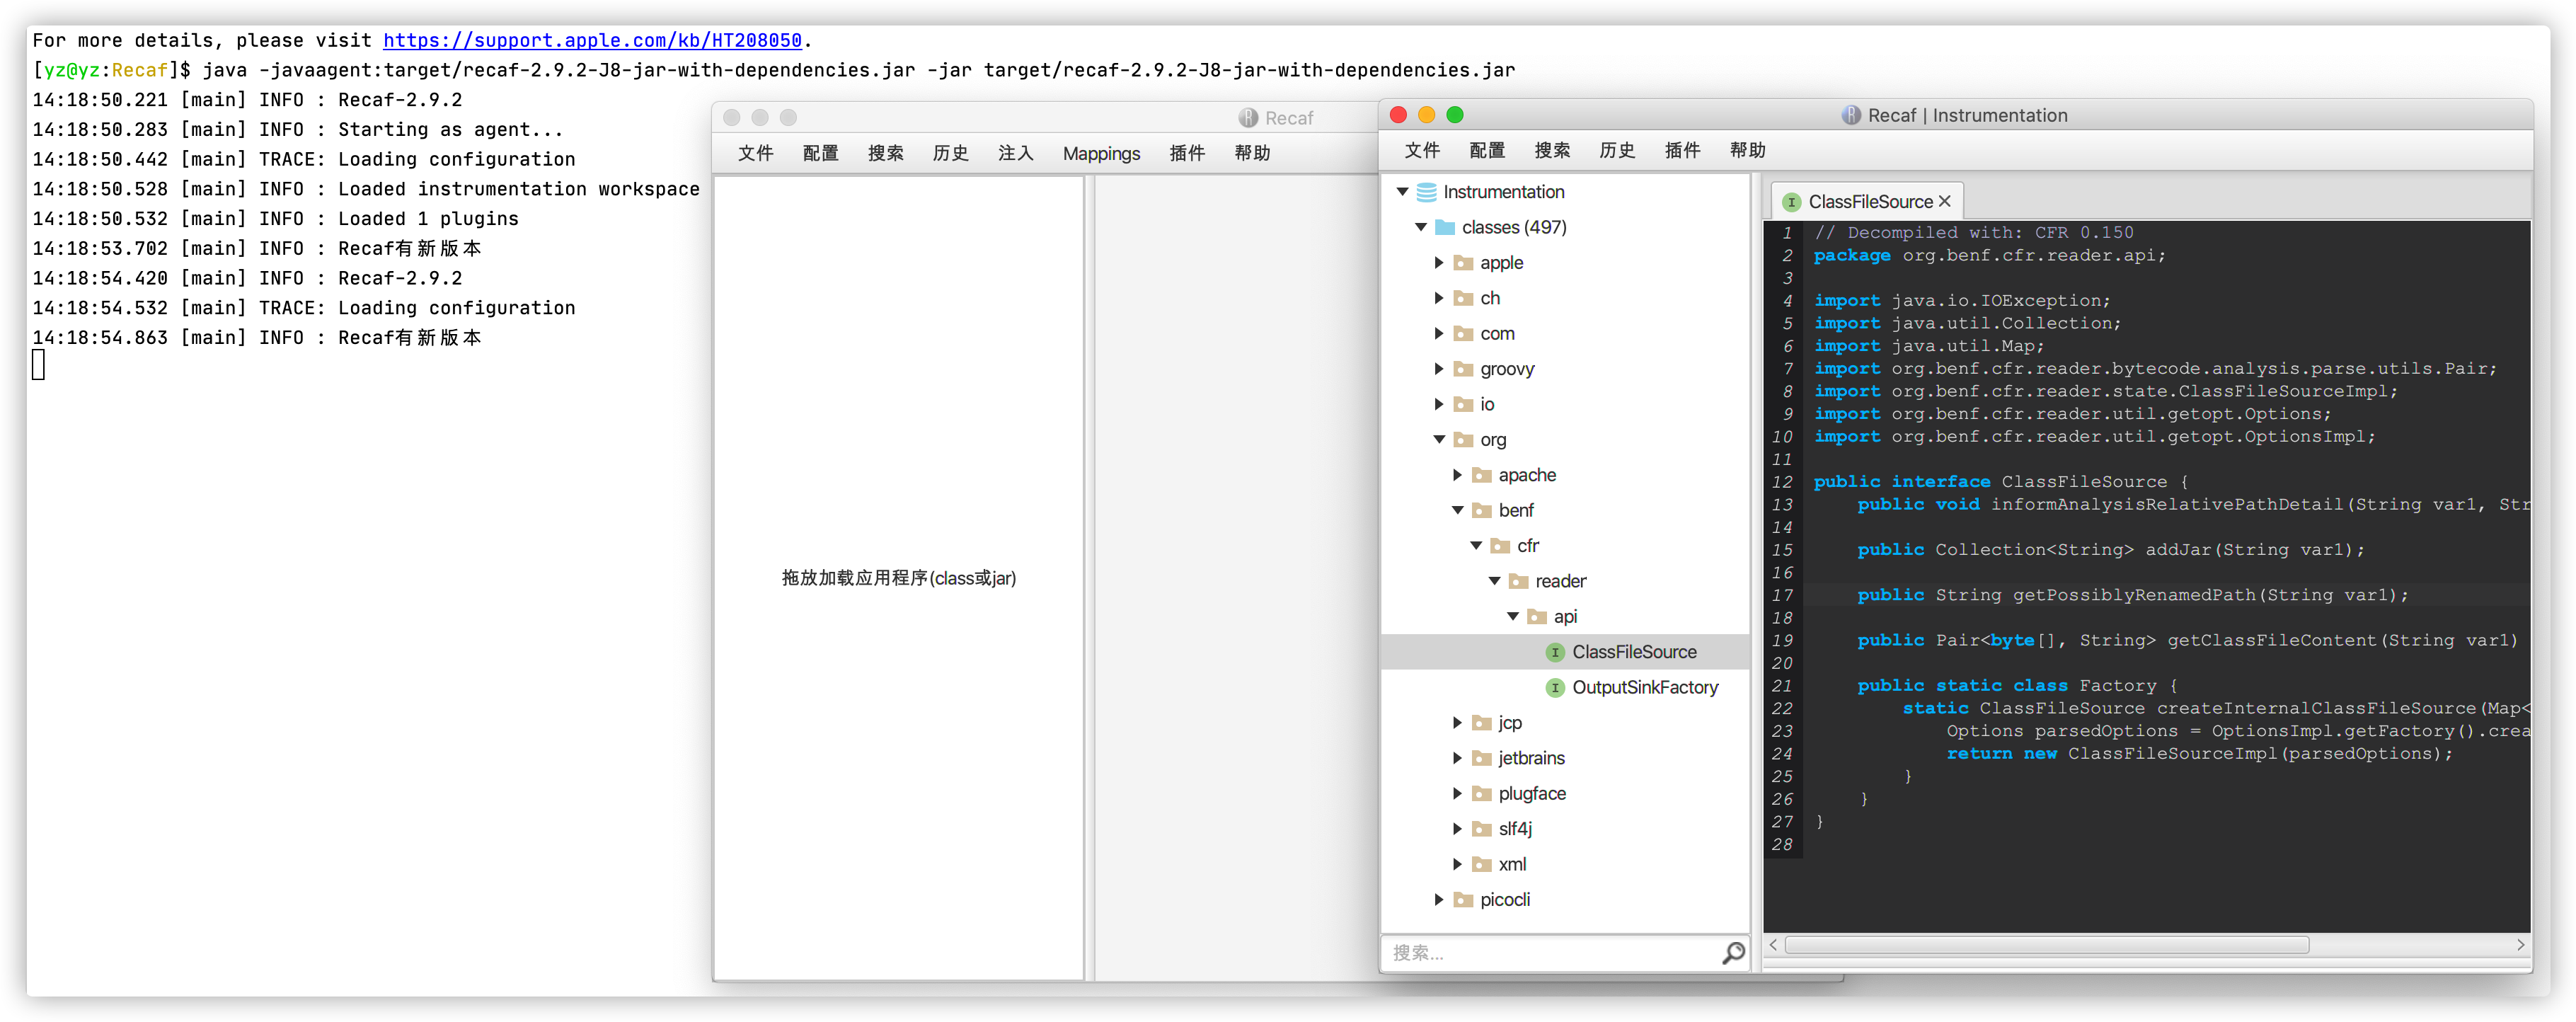 For more details, please visit https://support.apple.com/kb/HT208050.
[yz@yz:Recaf]$ java -javaagent:target/recaf-2.9.2-J8-jar-with-dependencies.jar -jar target/recaf-2.9.2-J8-jar-with-dependencies.jar
14:18:50.221 [main] INFO : Recaf-2.9.2
14:18:50.283 [main] INFO : Starting as agent...
14:18:50.442 [main] TRACE: Loading configuration
14:18:50.528 [main] INFO : Loaded instrumentation workspace
14:18:50.532 [main] INFO : Loaded 1 plugins
14:18:53.702 [main] INFO : Recaf有新版本
14:18:54.420 [main] INFO : Recaf-2.9.2
14:18:54.532 [main] TRACE: Loading configuration
14:18:54.863 [main] INFO : Recaf有新版本
Recaf
文件 配置 搜索 历史 注入 Mappings 插件 帮助
拖放加载应用程序(class或jar)
Recaf | Instrumentation
文件 配置 搜索 历史 插件 帮助
Instrumentation
classes (497)
apple
ch
com
groovy
io
org
apache
benf
cfr
reader
api
ClassFileSource
OutputSinkFactory
jcp
jetbrains
plugface
slf4j
xml
picocli
搜索...
ClassFileSource
1 // Decompiled with: CFR 0.150
2 package org.benf.cfr.reader.api;
3
4 import java.io.IOException;
5 import java.util.Collection;
6 import java.util.Map;
7 import org.benf.cfr.reader.bytecode.analysis.parse.utils.Pair;
8 import org.benf.cfr.reader.state.ClassFileSourceImpl;
9 import org.benf.cfr.reader.util.getopt.Options;
10 import org.benf.cfr.reader.util.getopt.OptionsImpl;
11
12 public interface ClassFileSource {
13 public void informAnalysisRelativePathDetail(String var1, Str
14
15 public Collection<String> addJar(String var1);
16
17 public String getPossiblyRenamedPath(String var1);
18
19 public Pair<byte[], String> getClassFileContent(String var1)
20
21 public static class Factory {
22 static ClassFileSource createInternalClassFileSource(Map<
23 Options parsedOptions = OptionsImpl.getFactory().crea
24 return new ClassFileSourceImpl(parsedOptions);
25 }
26 }
27 }
28